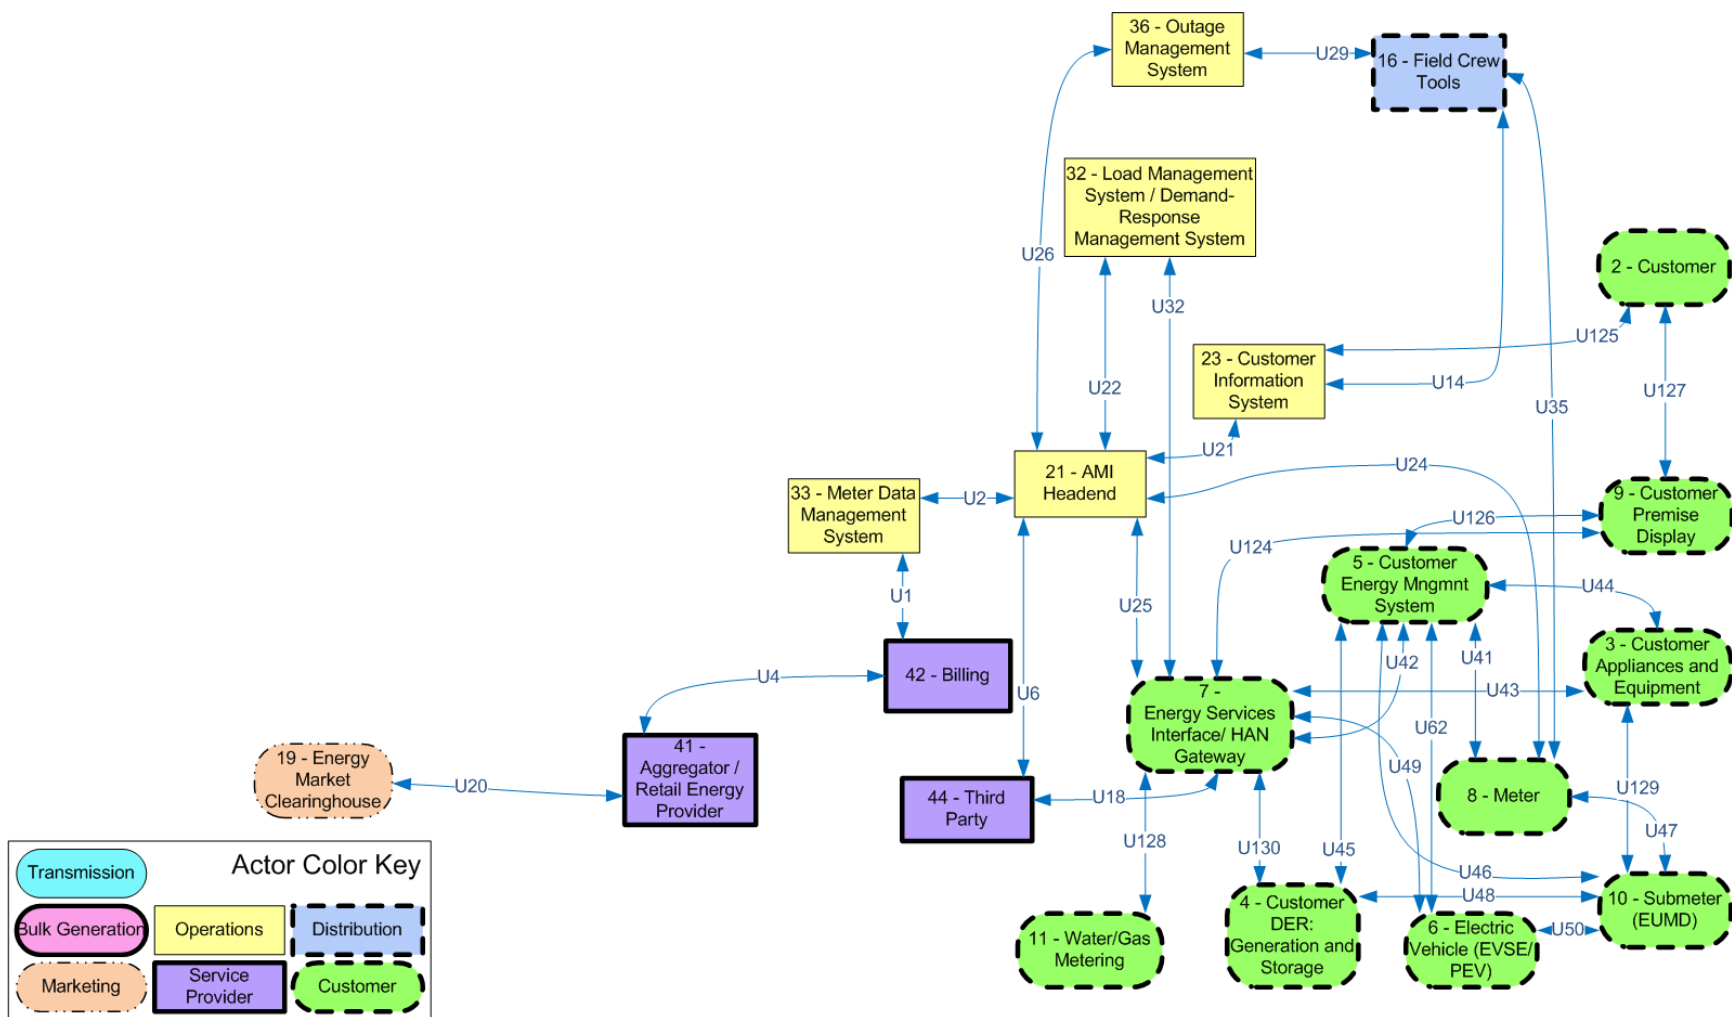 36 - Outage
Management
System
U29
16 - Field Crew
Tools
32 - Load Management
System / Demand-
Response
Management System
U26
U32
2 - Customer
U125
23 - Customer
Information
System
U22
U14
U127
U35
U21
U24
21 - AMI
Headend
33 - Meter Data
Management
System
U2
9 - Customer
Premise
Display
U126
U124
5 - Customer
Energy Mngmnt
System
U44
U1
U25
3 - Customer
Appliances and
Equipment
U42
U41
42 - Billing
U4
U6
7 -
Energy Services
Interface/ HAN
Gateway
U43
U62
19 - Energy
Market
Clearinghouse
U20
41 -
Aggregator /
Retail Energy
Provider
44 - Third
Party
U18
U49
8 - Meter
U129
U47
U128
U130
U45
U46
U48
11 - Water/Gas
Metering
4 - Customer
DER:
Generation and
Storage
6 - Electric
Vehicle (EVSE/
PEV)
U50
10 - Submeter
(EUMD)
Actor Color Key
Transmission
Bulk Generation
Operations
Distribution
Marketing
Service
Provider
Customer